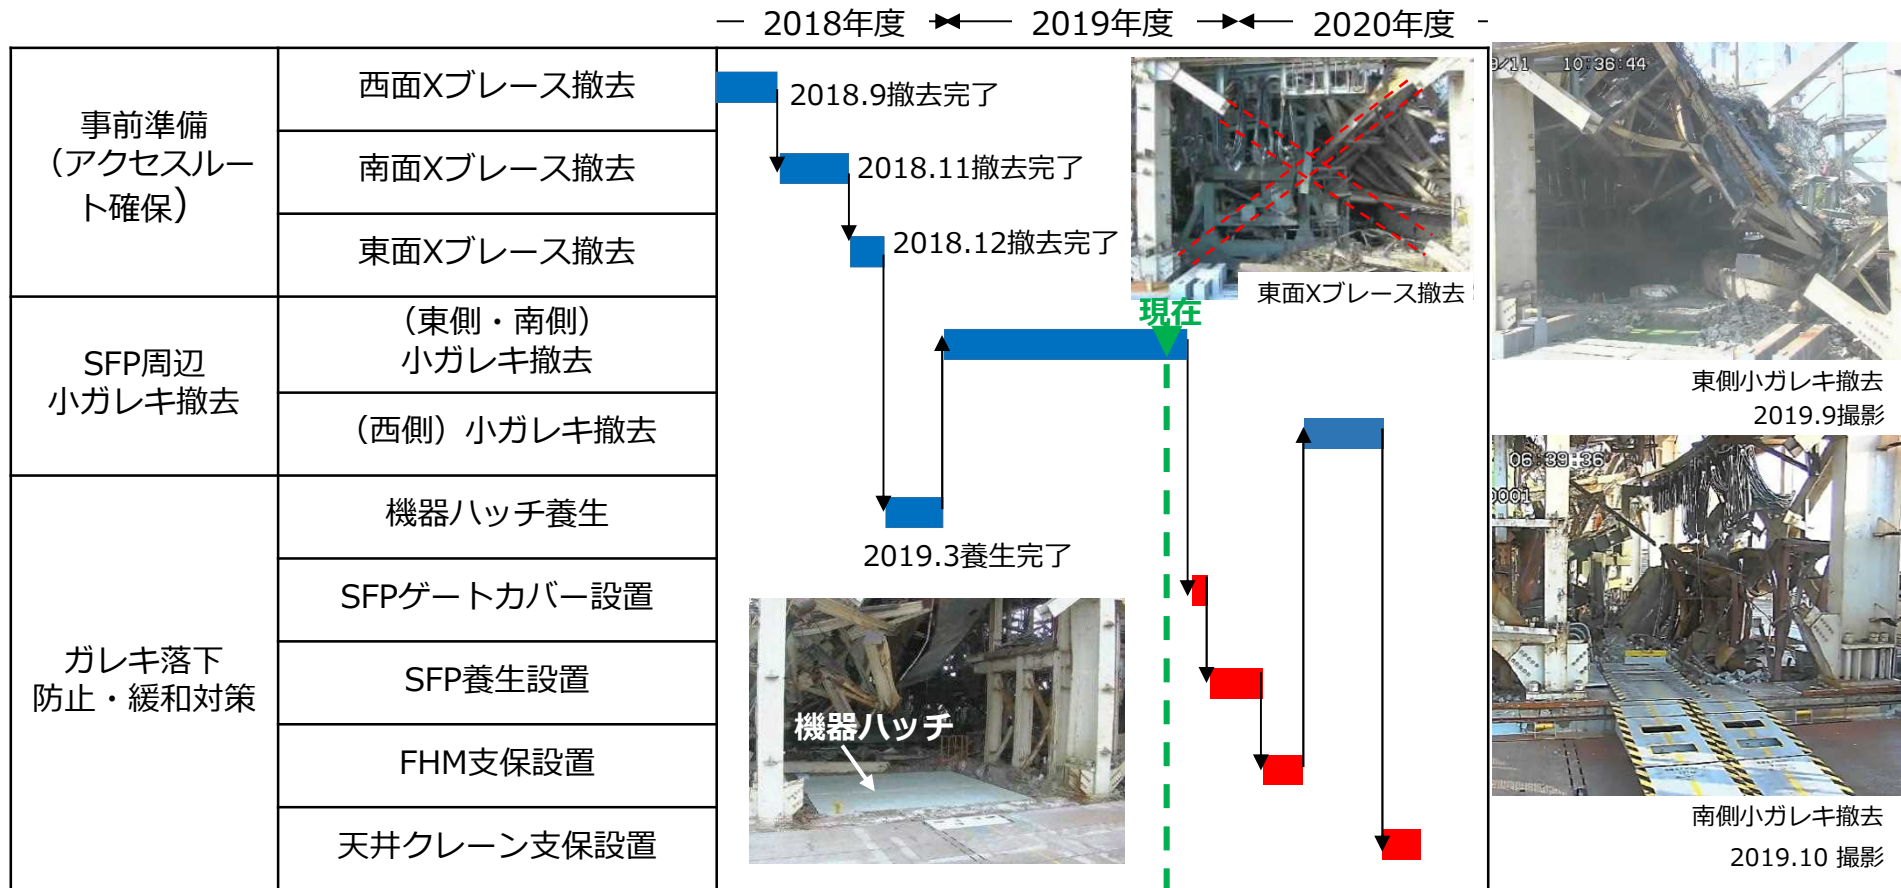 2018年度
2019年度
2020年度
事前準備
（アクセスルー
ト確保）
西面Xブレース撤去
2018.9撤去完了
南面Xブレース撤去
2018.11撤去完了
東面Xブレース撤去
2018.12撤去完了
東面Xブレース撤去
現在
SFP周辺
小ガレキ撤去
（東側・南側）
小ガレキ撤去
（西側）小ガレキ撤去
ガレキ落下
防止・緩和対策
機器ハッチ養生
2019.3養生完了
SFPゲートカバー設置
SFP養生設置
FHM支保設置
天井クレーン支保設置
機器ハッチ
9/11 10:36:44
東側小ガレキ撤去
2019.9撮影
06:39:36
0001
南側小ガレキ撤去
2019.10 撮影